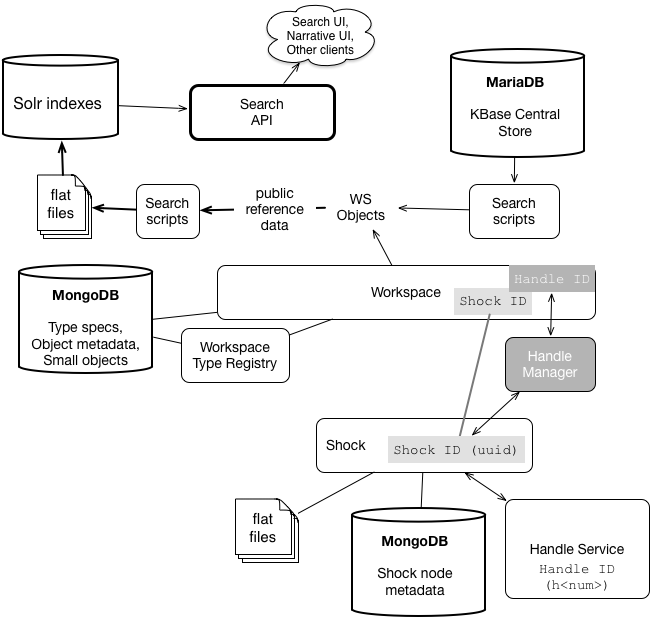 Search UI,
Narrative UI,
Other clients
Solr indexes
Search
API
MariaDB
KBase Central
Store
flat
files
Search
scripts
public
reference
data
WS
Objects
Search
scripts
MongoDB
Type specs,
Object metadata,
Small objects
Workspace
Handle ID
Shock ID
Workspace
Type Registry
Handle
Manager
Shock
Shock ID (uuid)
flat
files
MongoDB
Shock node
metadata
Handle Service
Handle ID
(h<num>)